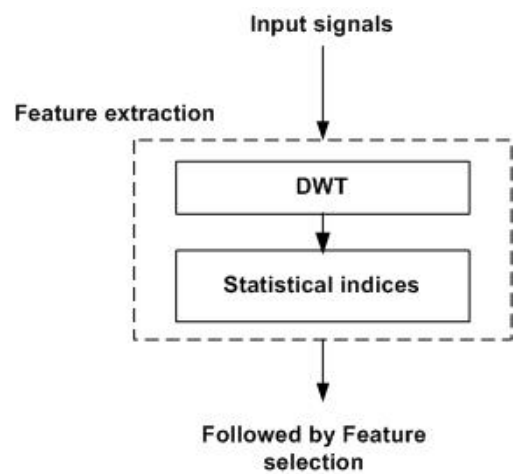 Input signals
Feature extraction
DWT
Statistical indices
Followed by Feature
selection